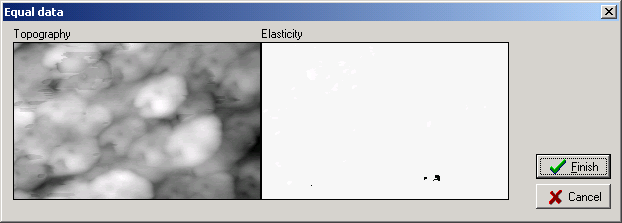 Equal data
Topography
Elasticity
Finish
Cancel